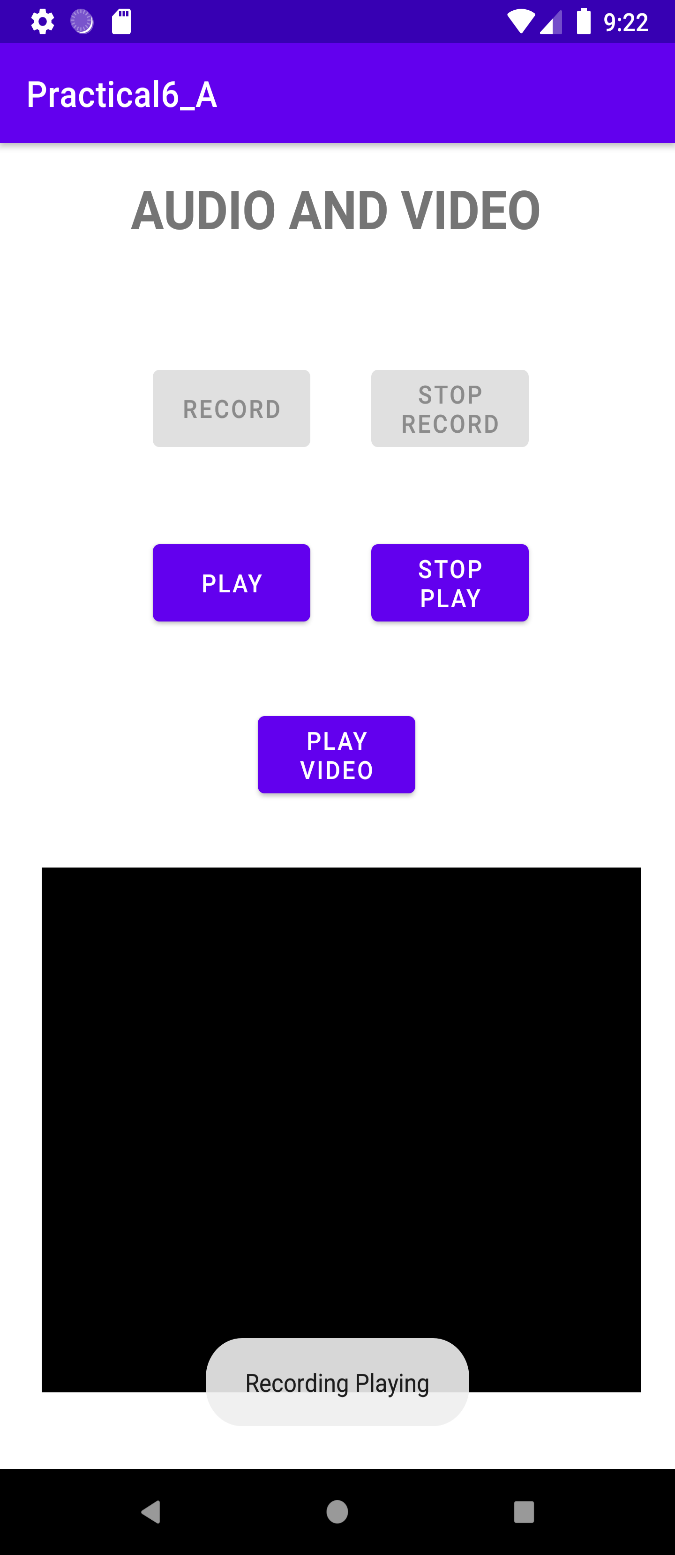 9:22
Practical6_A
AUDIO AND VIDEO
RECORD
STOP
RECORD
PLAY
STOP
PLAY
PLAY
VIDEO
Recording Playing